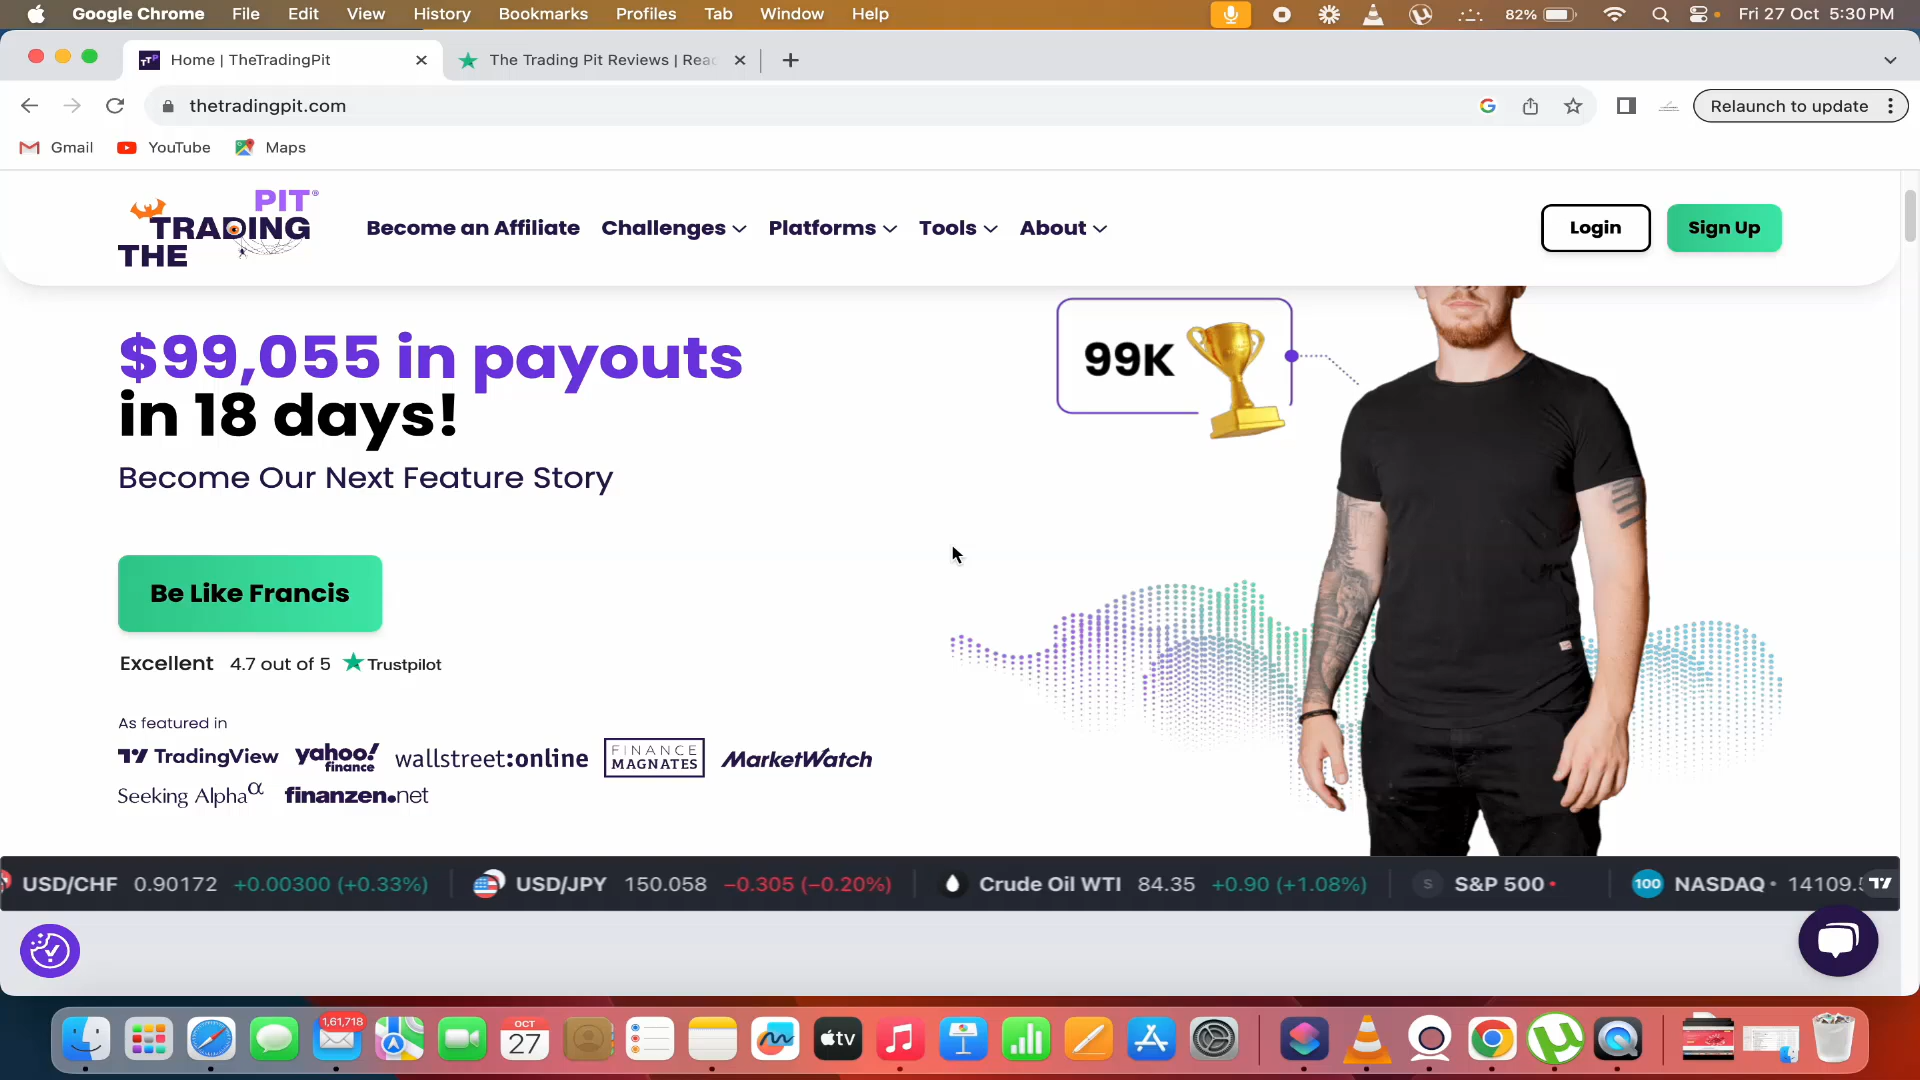 Google Chrome File Edit View History Bookmarks Profiles Tab Window Help 82% Fri 27 Oct 5:30 PM
Home | TheTradingPit The Trading Pit Reviews | Rea
thetradingpit.com Relaunch to update
Gmail YouTube Maps
PIT®
TRADING
THE
Become an Affiliate Challenges Platforms Tools About Login Sign Up
$99,055 in payouts
in 18 days!
Become Our Next Feature Story
99K
Be Like Francis
Excellent 4.7 out of 5 Trustpilot
As featured in
TradingView yahoo! finance wallstreet:online FINANCE MAGNATES MarketWatch
Seeking Alpha α finanzen.net
USD/CHF 0.90172 +0.00300 (+0.33%) USD/JPY 150.058 −0.305 (−0.20%) Crude Oil WTI 84.35 +0.90 (+1.08%) S S&P 500 100 NASDAQ 14109.5
1,61,718
OCT
27
tv